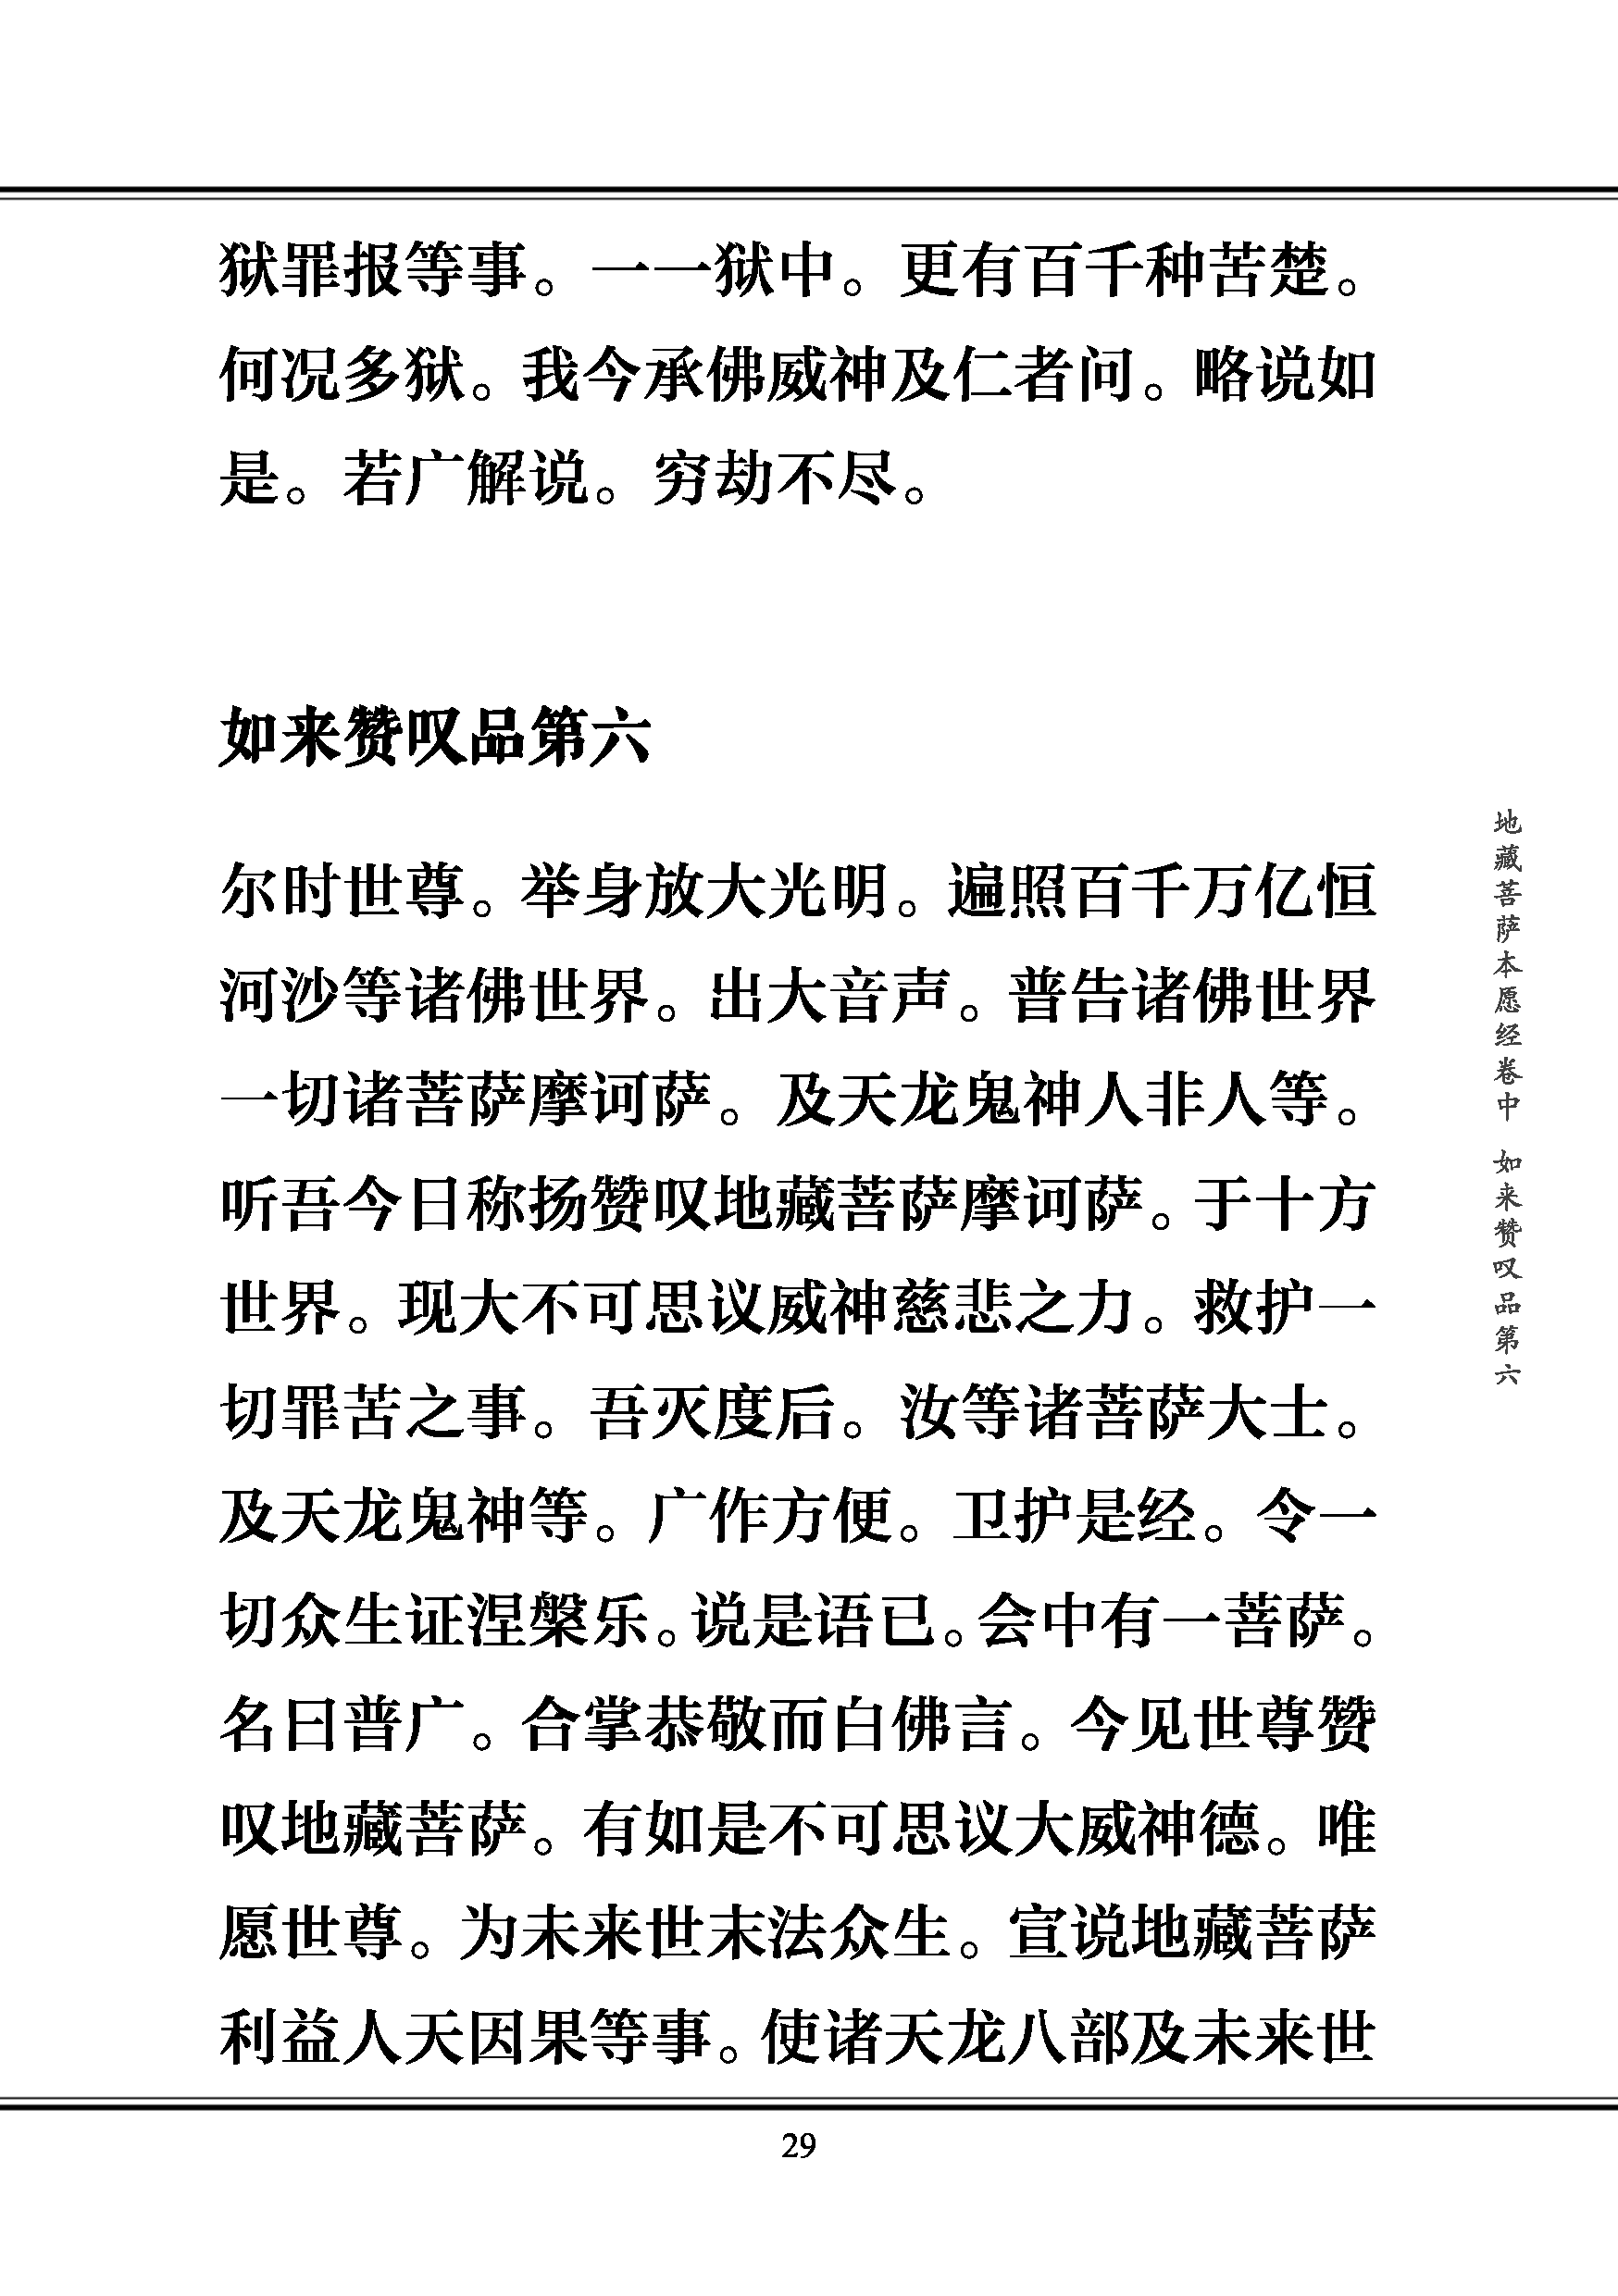 狱罪报等事。一一狱中。更有百千种苦楚。
何况多狱。我今承佛威神及仁者问。略说如
是。若广解说。穷劫不尽。
如来赞叹品第六
尔时世尊。举身放大光明。遍照百千万亿恒
河沙等诸佛世界。出大音声。普告诸佛世界
一切诸菩萨摩诃萨。及天龙鬼神人非人等。
听吾今日称扬赞叹地藏菩萨摩诃萨。于十方
世界。现大不可思议威神慈悲之力。救护一
切罪苦之事。吾灭度后。汝等诸菩萨大士。
及天龙鬼神等。广作方便。卫护是经。令一
切众生证涅槃乐。说是语已。会中有一菩萨。
名曰普广。合掌恭敬而白佛言。今见世尊赞
叹地藏菩萨。有如是不可思议大威神德。唯
愿世尊。为未来世末法众生。宣说地藏菩萨
利益人天因果等事。使诸天龙八部及未来世
地藏菩萨本愿经卷中 如来赞叹品第六
29